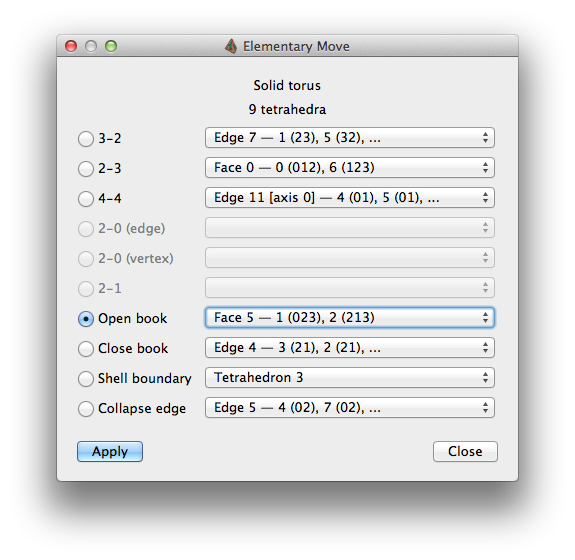 Elementary Move
Solid torus
9 tetrahedra
3-2 Edge 7 — 1 (23), 5 (32), ...
2-3 Face 0 — 0 (012), 6 (123)
4-4 Edge 11 [axis 0] — 4 (01), 5 (01), ...
2-0 (edge)
2-0 (vertex)
2-1
Open book Face 5 — 1 (023), 2 (213)
Close book Edge 4 — 3 (21), 2 (21), ...
Shell boundary Tetrahedron 3
Collapse edge Edge 5 — 4 (02), 7 (02), ...
Apply Close